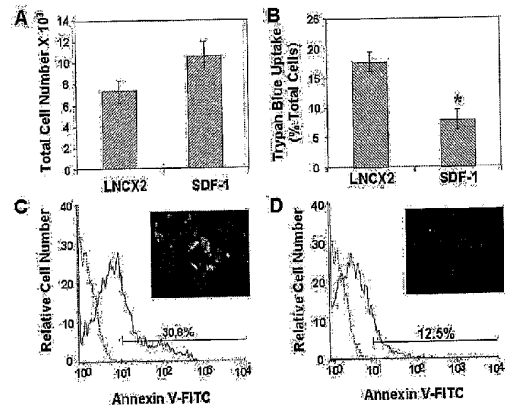 A
Total Cell Number X 10³
14
12
10
8
6
4
2
0
LNCX2
SDF-1
B
Trypan Blue Uptake
(% Total Cells)
25
20
15
10
5
0
LNCX2
SDF-1
*
C
Relative Cell Number
40
30
20
10
0
30.8%
10⁰
10¹
10²
10³
10⁴
Annexin V-FITC
D
Relative Cell Number
40
30
20
10
0
12.5%
10⁰
10¹
10²
10³
10⁴
Annexin V-FITC